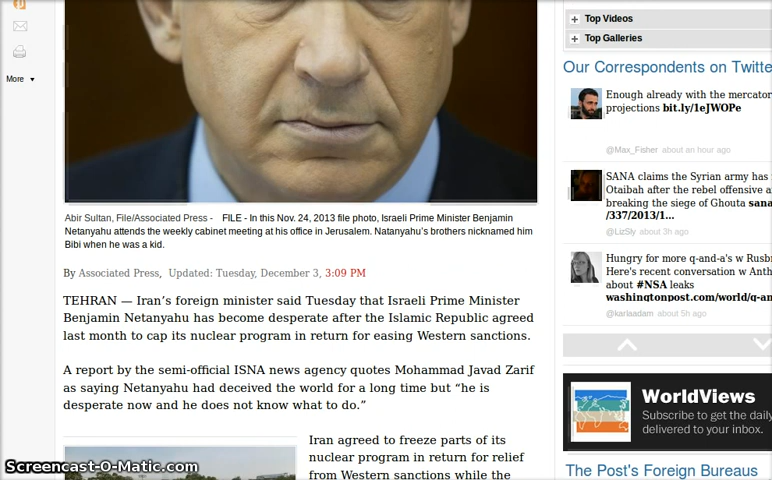 More
Abir Sultan, File/Associated Press - FILE - In this Nov. 24, 2013 file photo, Israeli Prime Minister Benjamin
Netanyahu attends the weekly cabinet meeting at his office in Jerusalem. Natanyahu's brothers nicknamed him
Bibi when he was a kid.
By Associated Press, Updated: Tuesday, December 3, 3:09 PM
TEHRAN — Iran's foreign minister said Tuesday that Israeli Prime Minister
Benjamin Netanyahu has become desperate after the Islamic Republic agreed
last month to cap its nuclear program in return for easing Western sanctions.
A report by the semi-official ISNA news agency quotes Mohammad Javad Zarif
as saying Netanyahu had deceived the world for a long time but “he is
desperate now and he does not know what to do.”
Iran agreed to freeze parts of its
nuclear program in return for relief
from Western sanctions while the
Screencast-O-Matic.com
Top Videos
Top Galleries
Our Correspondents on Twitte
Enough already with the mercator
projections bit.ly/1eJWOPe
@Max_Fisher about an hour ago
SANA claims the Syrian army has
Otaibah after the rebel offensive a
breaking the siege of Ghouta sana
/337/2013/1...
@LizSly about 3h ago
Hungry for more q-and-a's w Rusb
Here's recent conversation w Anth
about #NSA leaks
washingtonpost.com/world/q-an
@karlaadam about 5h ago
WorldViews
Subscribe to get the daily
delivered to your inbox.
The Post's Foreign Bureaus